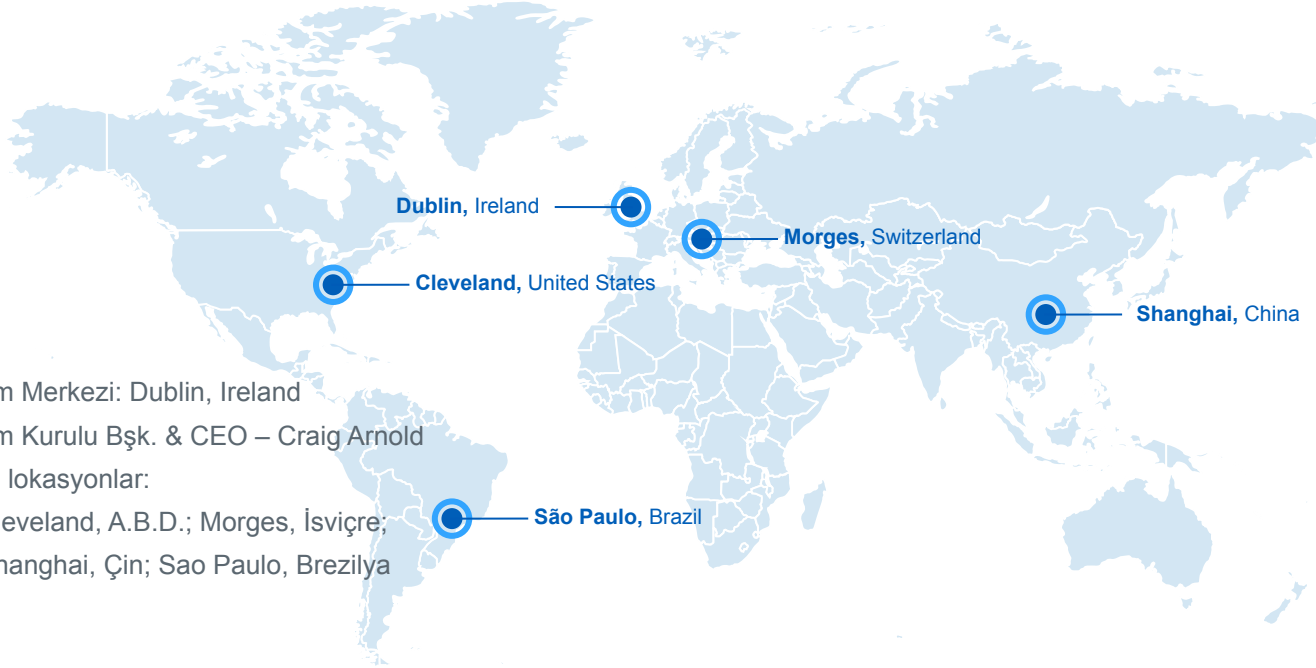 Dublin, Ireland
Morges, Switzerland
Cleveland, United States
Shanghai, China
m Merkezi: Dublin, Ireland
m Kurulu Bşk. & CEO – Craig Arnold
lokasyonlar:
leveland, A.B.D.; Morges, İsviçre;
São Paulo, Brazil
hanghai, Çin; Sao Paulo, Brezilya